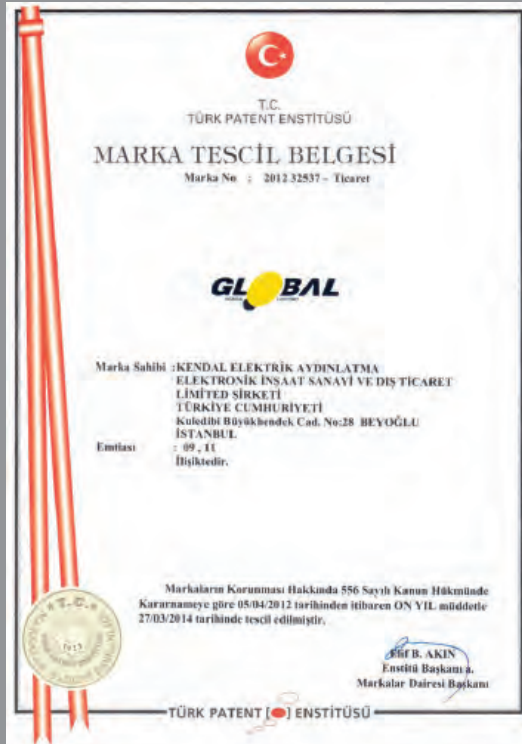 T.C.
TÜRK PATENT ENSTİTÜSÜ
MARKA TESCİL BELGESİ
Marka No : 2012 32537 - Ticaret
GLOBAL
Marka Sahibi : KENDAL ELEKTRİK AYDINLATMA
ELEKTRONİK İNŞAAT SANAYİ VE DIŞ TİCARET
LİMİTED ŞİRKETİ
TÜRKİYE CUMHURİYETİ
Kuledibi Büyükhendek Cad. No:28 BEYOĞLU
İSTANBUL
Emtiası : 09 , 11
İlişiktedir.
Markaların Korunması Hakkında 556 Sayılı Kanun Hükmünde
Kararnameye göre 05/04/2012 tarihinden itibaren ON YIL müddetle
27/03/2014 tarihinde tescil edilmiştir.
T.C.
Elif B. AKIN
Enstitü Başkanı a.
Markalar Dairesi Başkanı
TÜRK PATENT ENSTİTÜSÜ